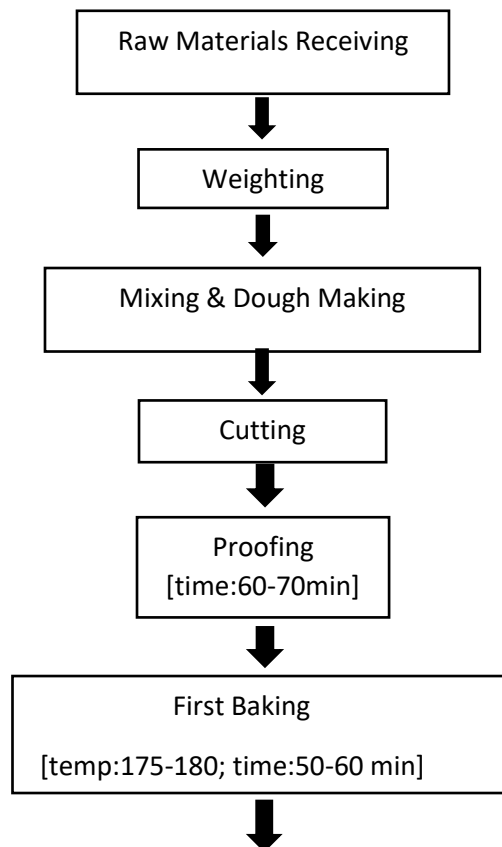 Raw Materials Receiving
Weighting
Mixing & Dough Making
Cutting
Proofing
[time:60-70min]
First Baking
[temp:175-180; time:50-60 min]